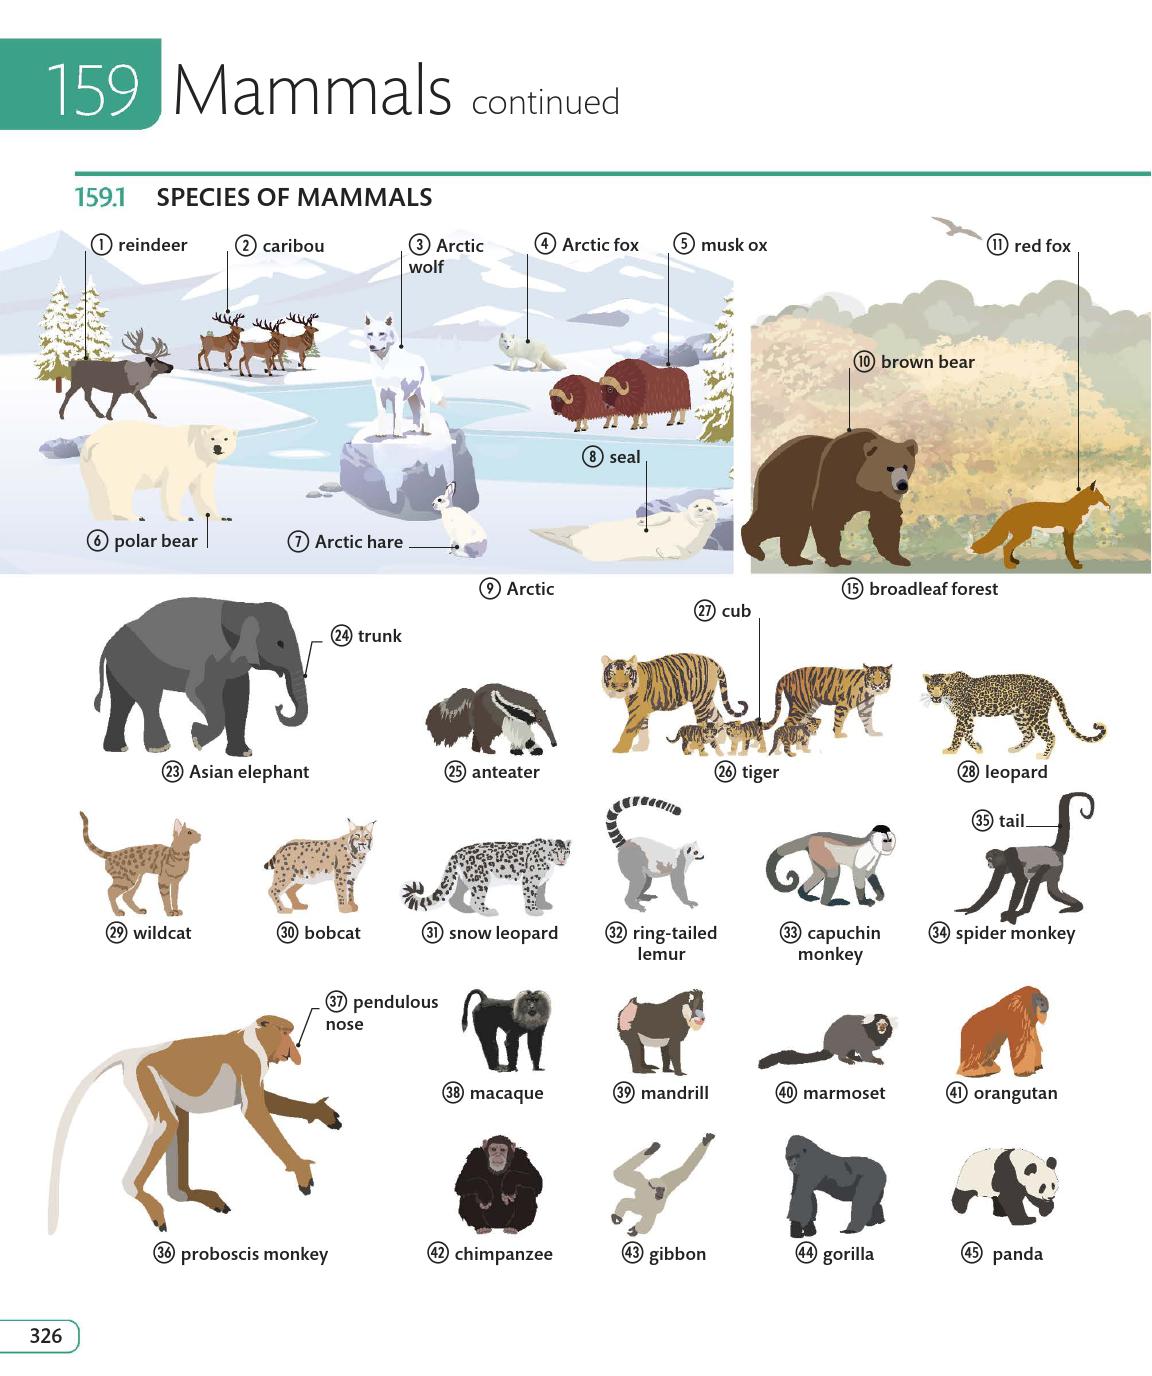 159 Mammals continued
159.1 SPECIES OF MAMMALS
1 reindeer
2 caribou
3 Arctic
wolf
4 Arctic fox
5 musk ox
11 red fox
10 brown bear
8 seal
6 polar bear
7 Arctic hare
9 Arctic
15 broadleaf forest
27 cub
24 trunk
23 Asian elephant
25 anteater
26 tiger
28 leopard
35 tail
29 wildcat
30 bobcat
31 snow leopard
32 ring-tailed
lemur
33 capuchin
monkey
34 spider monkey
37 pendulous
nose
38 macaque
39 mandrill
40 marmoset
41 orangutan
36 proboscis monkey
42 chimpanzee
43 gibbon
44 gorilla
45 panda
326